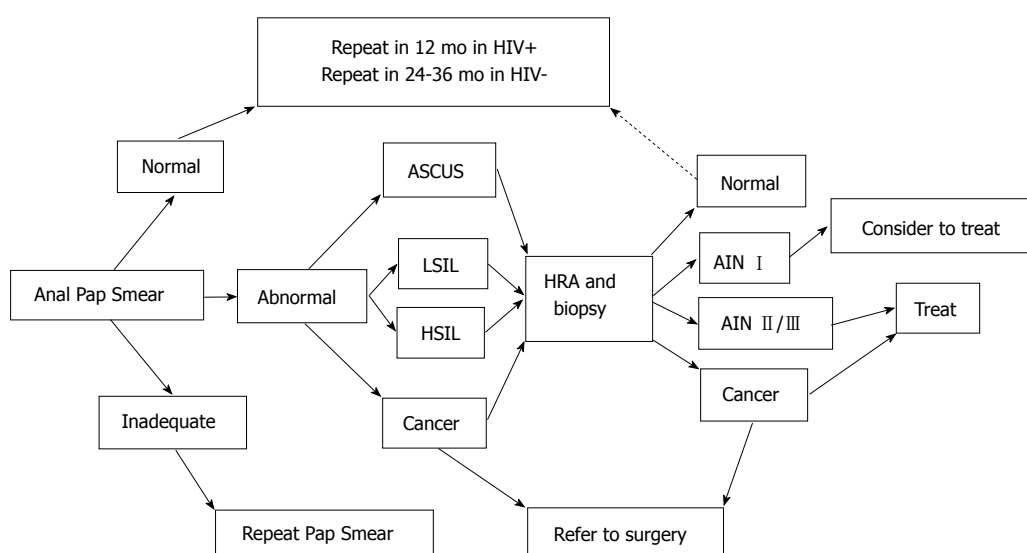 Repeat in 12 mo in HIV+
Repeat in 24-36 mo in HIV-
Normal
ASCUS
Normal
Consider to treat
LSIL
AIN Ⅰ
Anal Pap Smear
Abnormal
HRA and
biopsy
HSIL
AIN Ⅱ/Ⅲ
Treat
Inadequate
Cancer
Cancer
Repeat Pap Smear
Refer to surgery